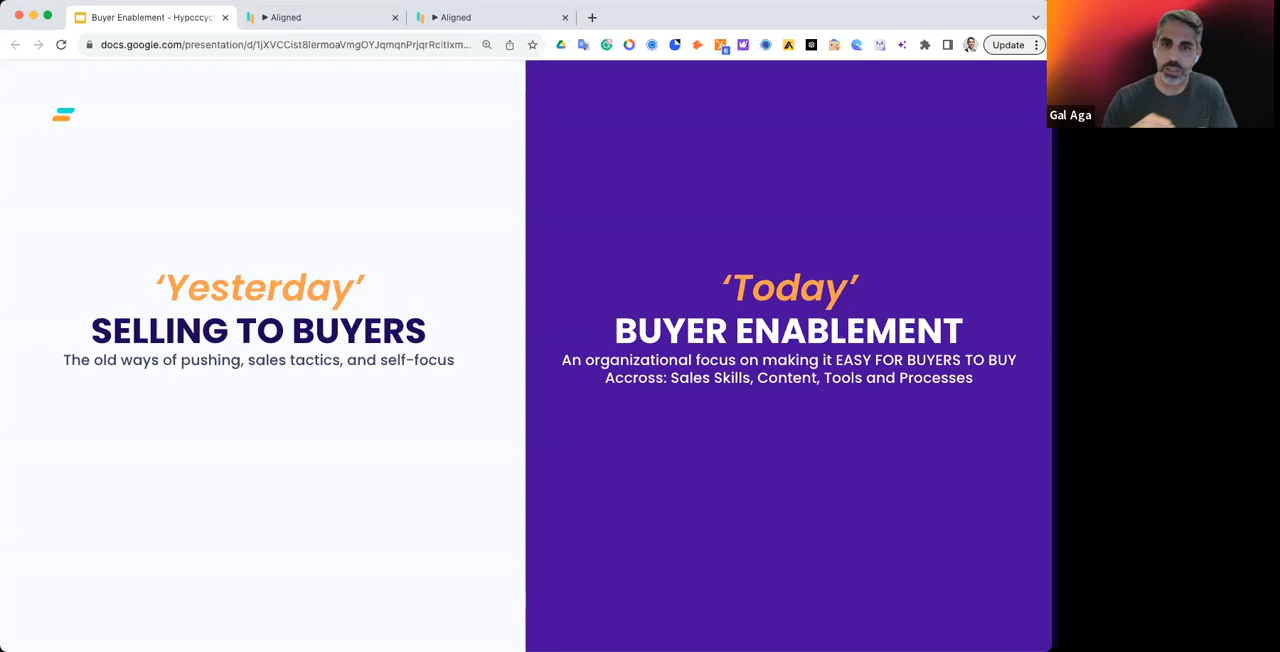 Buyer Enablement - Hypcccyc
Aligned
Aligned
docs.google.com/presentation/d/1jXVCCist8IermoaVmgOYJqmqnPrjqrRcitIxm...
Update
6
Gal Aga
‘Yesterday’
SELLING TO BUYERS
The old ways of pushing, sales tactics, and self-focus
‘Today’
BUYER ENABLEMENT
An organizational focus on making it EASY FOR BUYERS TO BUY
Accross: Sales Skills, Content, Tools and Processes